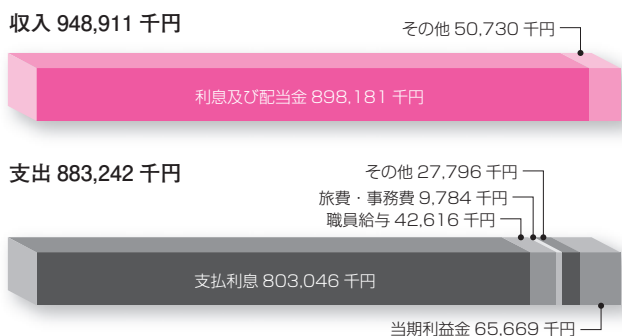 収入 948,911 千円
その他 50,730 千円
利息及び配当金 898,181 千円
支出 883,242 千円
その他 27,796 千円
旅費・事務費 9,784 千円
職員給与 42,616 千円
支払利息 803,046 千円
当期利益金 65,669 千円